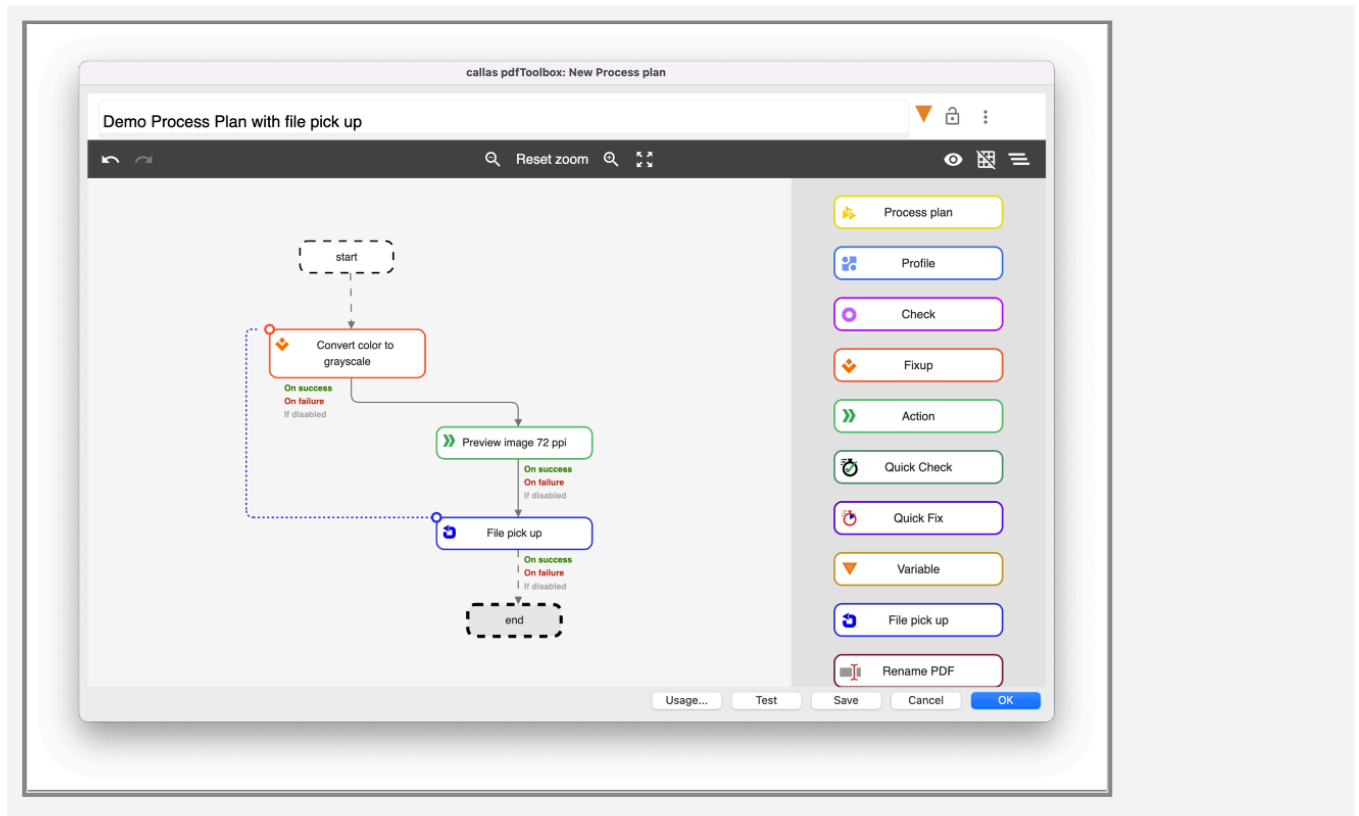 callas pdfToolbox: New Process plan
Demo Process Plan with file pick up
Reset zoom
start
Convert color to
grayscale
On success
On failure
If disabled
Preview image 72 ppi
On success
On failure
If disabled
File pick up
On success
On failure
If disabled
end
Process plan
Profile
Check
Fixup
Action
Quick Check
Quick Fix
Variable
File pick up
Rename PDF
Usage...
Test
Save
Cancel
OK